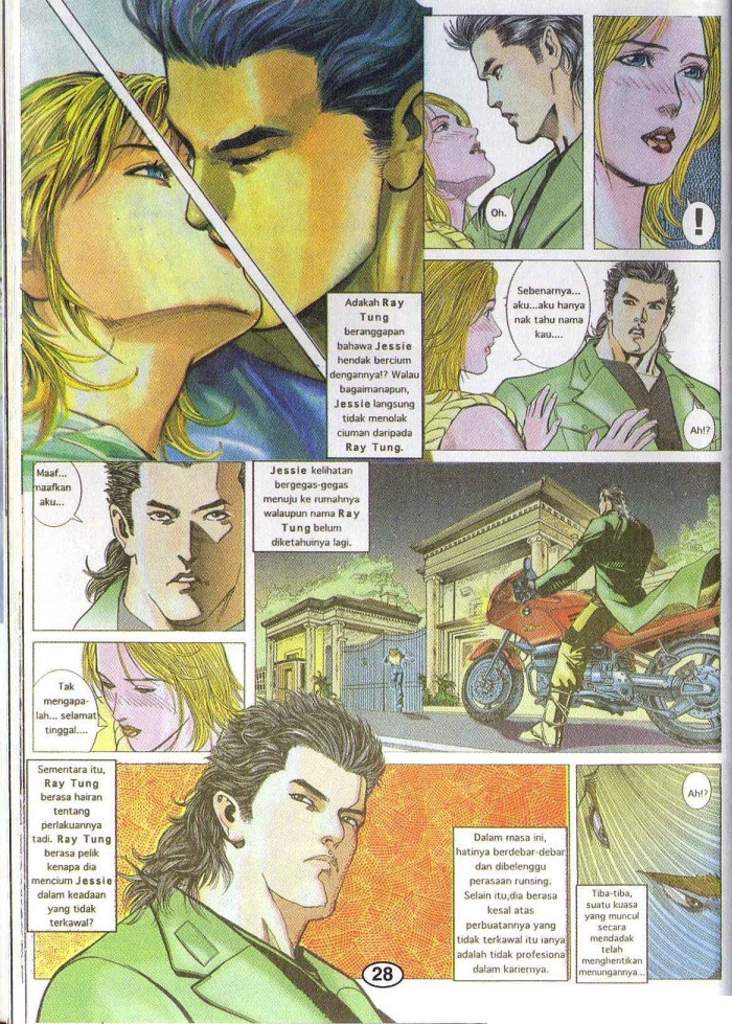 Adakah Ray
Tung
beranggapan
bahawa Jessie
hendak bercium
dengannya!? Walau
bagaimanapun,
Jessie langsung
tidak menolak
ciuman daripada
Ray Tung.
Oh.
!
Sebenarnya...
aku...aku hanya
nak tahu nama
kau....
Ah!?
Maaf...
maafkan
aku...
Jessie kelihatan
bergegas-gegas
menuju ke rumahnya
walaupun nama Ray
Tung belum
diketahuinya lagi.
Tak
mengapa-
lah... selamat
tinggal....
Sementara itu,
Ray Tung
berasa hairan
tentang
perlakuannya
tadi. Ray Tung
berasa pelik
kenapa dia
mencium Jessie
dalam keadaan
yang tidak
terkawal?
Dalam masa ini,
hatinya berdebar-debar
dan dibelenggu
perasaan runsing.
Selain itu,dia berasa
kesal atas
perbuatannya yang
tidak terkawal itu ianya
adalah tidak profesiona
dalam kariernya.
Ah!?
Tiba-tiba,
suatu kuasa
yang muncul
secara
mendadak
telah
menghentikan
menungannya...
28